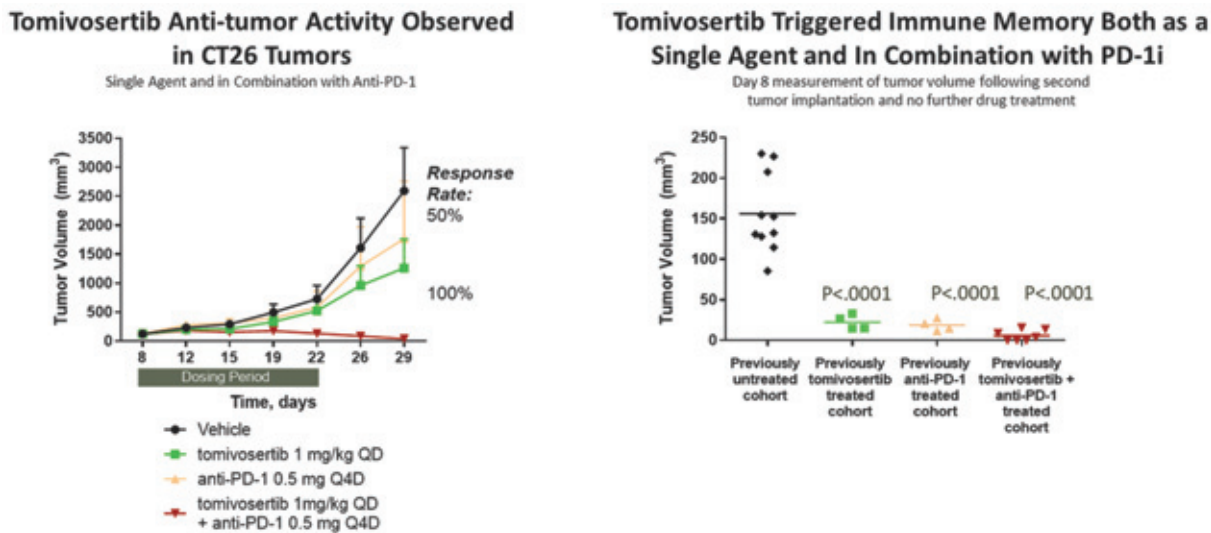 Tomivosertib Anti-tumor Activity Observed
in CT26 Tumors
Single Agent and in Combination with Anti-PD-1
Tumor Volume (mm³)
3500
3000
2500
2000
1500
1000
500
0
8 12 15 19 22 26 29
Dosing Period
Time, days
Response
Rate:
50%
100%
Vehicle
tomivosertib 1 mg/kg QD
anti-PD-1 0.5 mg Q4D
tomivosertib 1mg/kg QD
+ anti-PD-1 0.5 mg Q4D
Tomivosertib Triggered Immune Memory Both as a
Single Agent and In Combination with PD-1i
Day 8 measurement of tumor volume following second
tumor implantation and no further drug treatment
Tumor Volume (mm³)
250
200
150
100
50
0
P<.0001 P<.0001 P<.0001
Previously
untreated
cohort
Previously
tomivosertib
treated
cohort
Previously
anti-PD-1
treated
cohort
Previously
tomivosertib +
anti-PD-1
treated
cohort